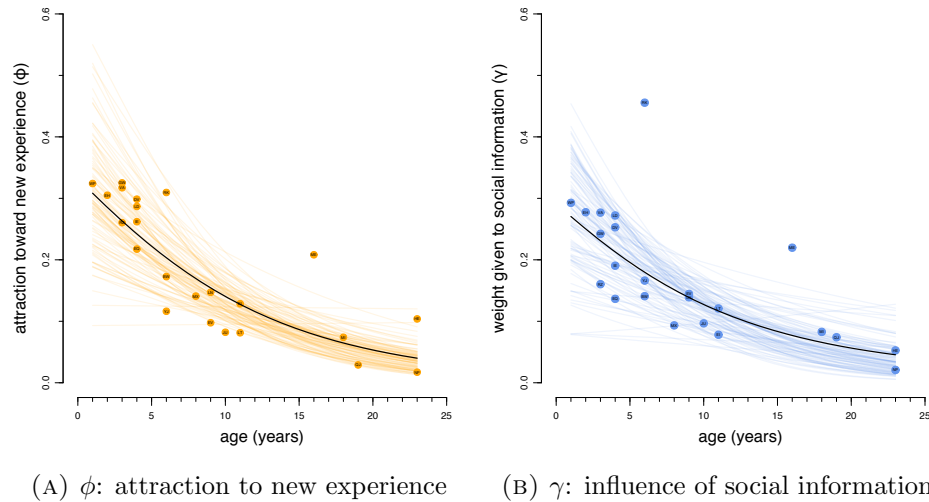 0.6
0.4
0.2
0.0
attraction toward new experience (ϕ)
0 5 10 15 20 25
age (years)
(A) ϕ: attraction to new experience
0.6
0.4
0.2
0.0
weight given to social information (γ)
0 5 10 15 20 25
age (years)
(B) γ: influence of social information